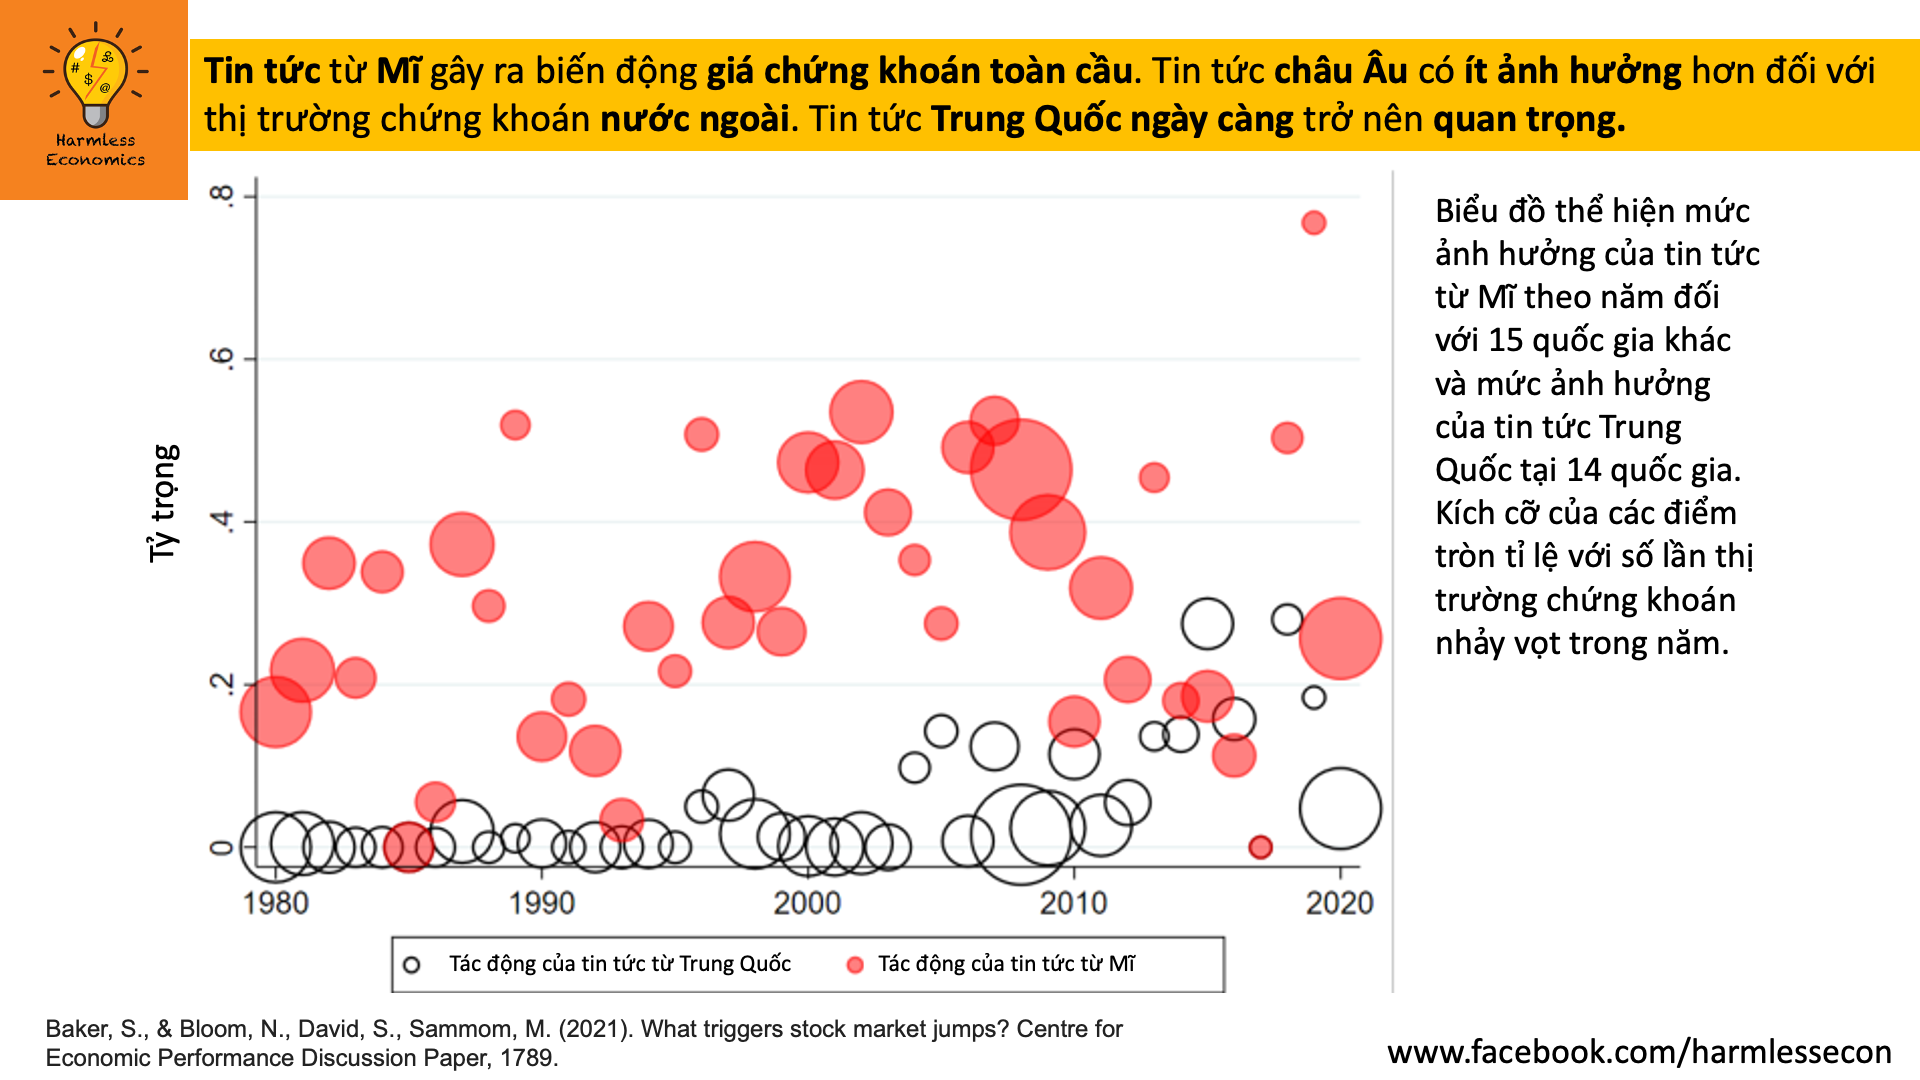 # $ @
Harmless
Economics
Tin tức từ Mĩ gây ra biến động giá chứng khoán toàn cầu. Tin tức châu Âu có ít ảnh hưởng hơn đối với
thị trường chứng khoán nước ngoài. Tin tức Trung Quốc ngày càng trở nên quan trọng.
Tỷ trọng
.8
.6
.4
.2
0
1980 1990 2000 2010 2020
Tác động của tin tức từ Trung Quốc Tác động của tin tức từ Mĩ
Biểu đồ thể hiện mức
ảnh hưởng của tin tức
từ Mĩ theo năm đối
với 15 quốc gia khác
và mức ảnh hưởng
của tin tức Trung
Quốc tại 14 quốc gia.
Kích cỡ của các điểm
tròn tỉ lệ với số lần thị
trường chứng khoán
nhảy vọt trong năm.
Baker, S., & Bloom, N., David, S., Sammom, M. (2021). What triggers stock market jumps? Centre for
Economic Performance Discussion Paper, 1789.
www.facebook.com/harmlessecon